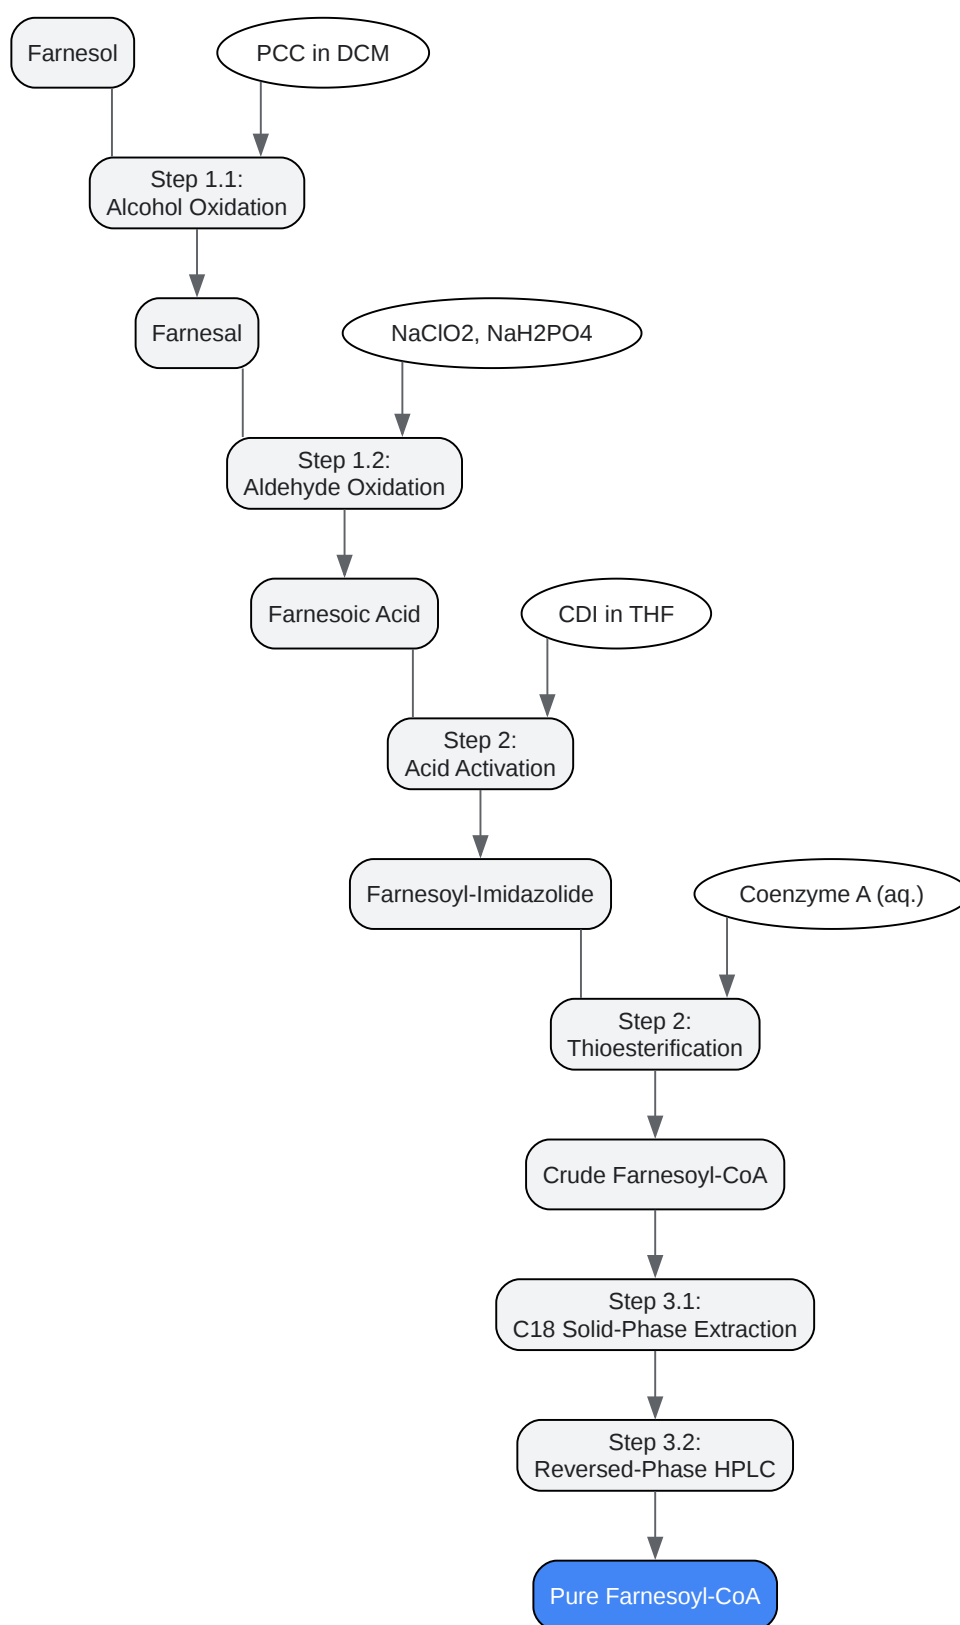 Farnesol
PCC in DCM
Step 1.1:
Alcohol Oxidation
Farnesal
NaClO2, NaH2PO4
Step 1.2:
Aldehyde Oxidation
Farnesoic Acid
CDI in THF
Step 2:
Acid Activation
Farnesoyl-Imidazolide
Coenzyme A (aq.)
Step 2:
Thioesterification
Crude Farnesoyl-CoA
Step 3.1:
C18 Solid-Phase Extraction
Step 3.2:
Reversed-Phase HPLC
Pure Farnesoyl-CoA